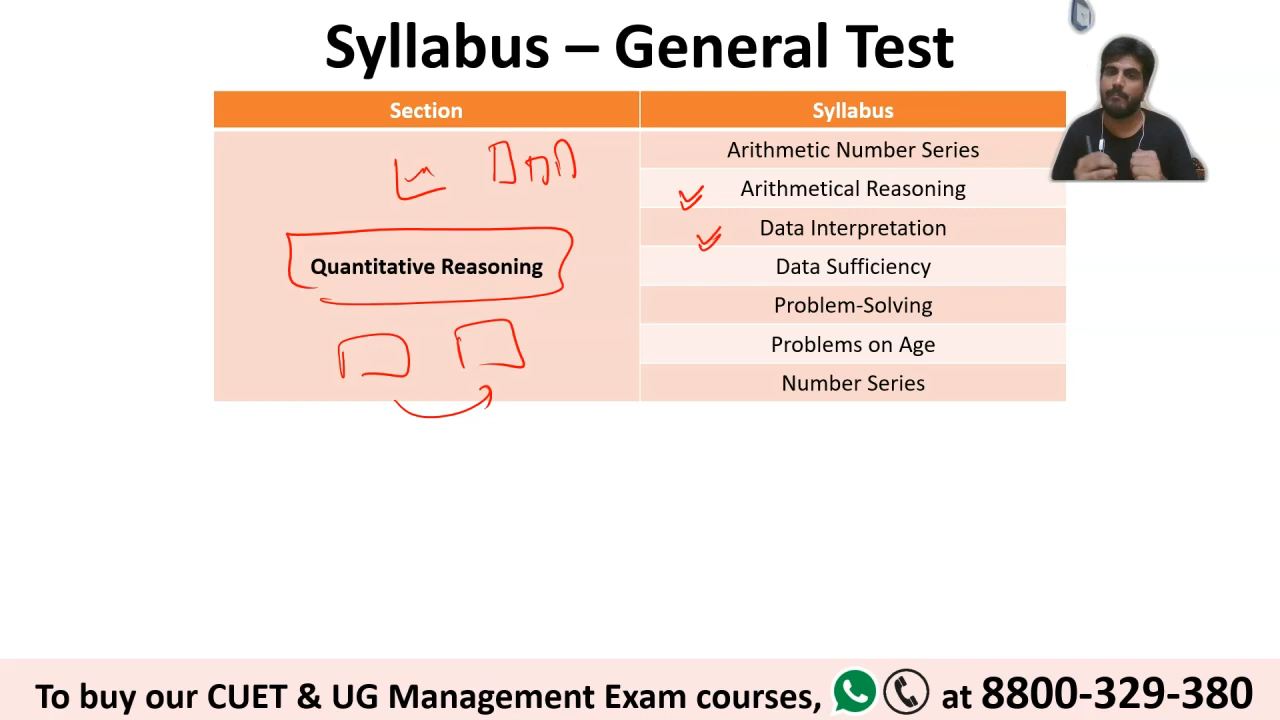 Syllabus – General Test
Section
Syllabus
Arithmetic Number Series
Arithmetical Reasoning
Data Interpretation
Quantitative Reasoning
Data Sufficiency
Problem-Solving
Problems on Age
Number Series
To buy our CUET & UG Management Exam courses, at 8800-329-380